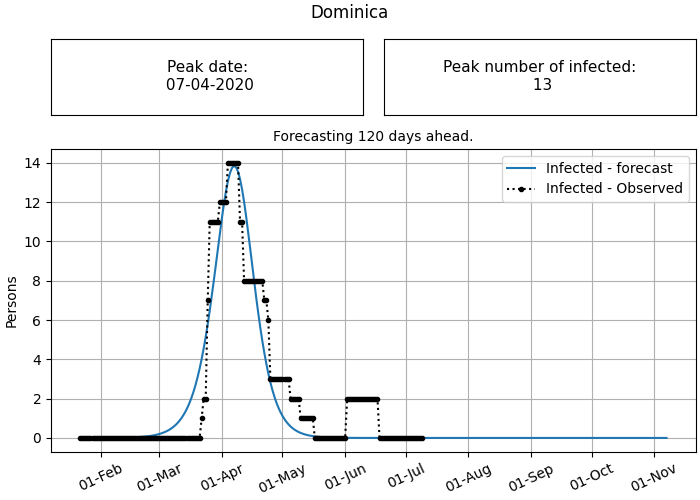 Dominica
Peak date:
07-04-2020
Peak number of infected:
13
Forecasting 120 days ahead.
Infected - forecast
Infected - Observed
Persons
14
12
10
8
6
4
2
0
01-Feb
01-Mar
01-Apr
01-May
01-Jun
01-Jul
01-Aug
01-Sep
01-Oct
01-Nov